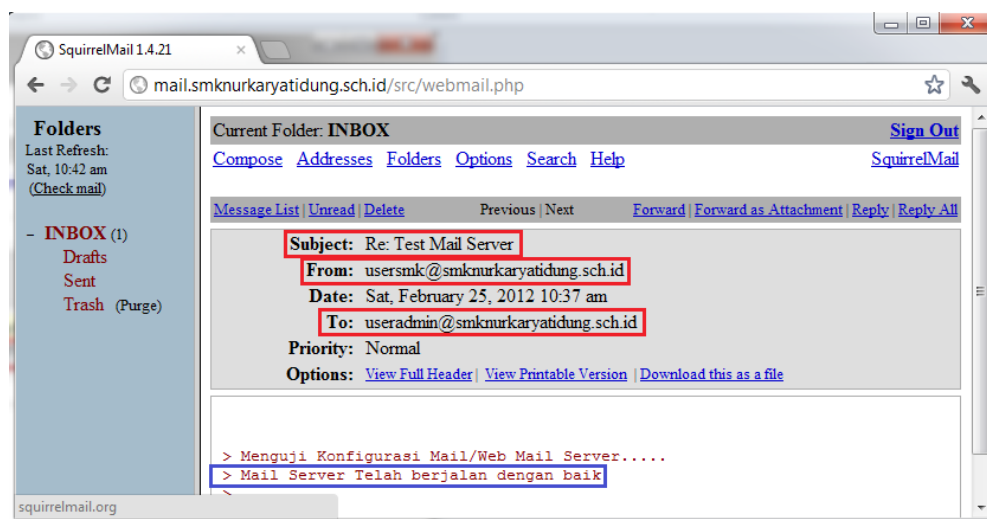 SquirrelMail 1.4.21
mail.smknurkaryatidung.sch.id/src/webmail.php
Folders
Last Refresh:
Sat, 10:42 am
(Check mail)
– INBOX (1)
Drafts
Sent
Trash (Purge)
Current Folder: INBOX Sign Out
Compose Addresses Folders Options Search Help SquirrelMail
Message List | Unread | Delete Previous | Next Forward | Forward as Attachment | Reply | Reply All
Subject: Re: Test Mail Server
From: usersmk@smknurkaryatidung.sch.id
Date: Sat, February 25, 2012 10:37 am
To: useradmin@smknurkaryatidung.sch.id
Priority: Normal
Options: View Full Header | View Printable Version | Download this as a file
> Menguji Konfigurasi Mail/Web Mail Server.....
> Mail Server Telah berjalan dengan baik
>
squirrelmail.org